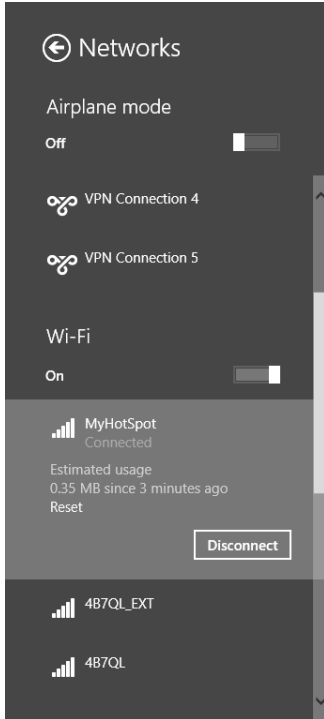 Networks
Airplane mode
Off
VPN Connection 4
VPN Connection 5
Wi-Fi
On
MyHotSpot
Connected
Estimated usage
0.35 MB since 3 minutes ago
Reset
Disconnect
4B7QL_EXT
4B7QL